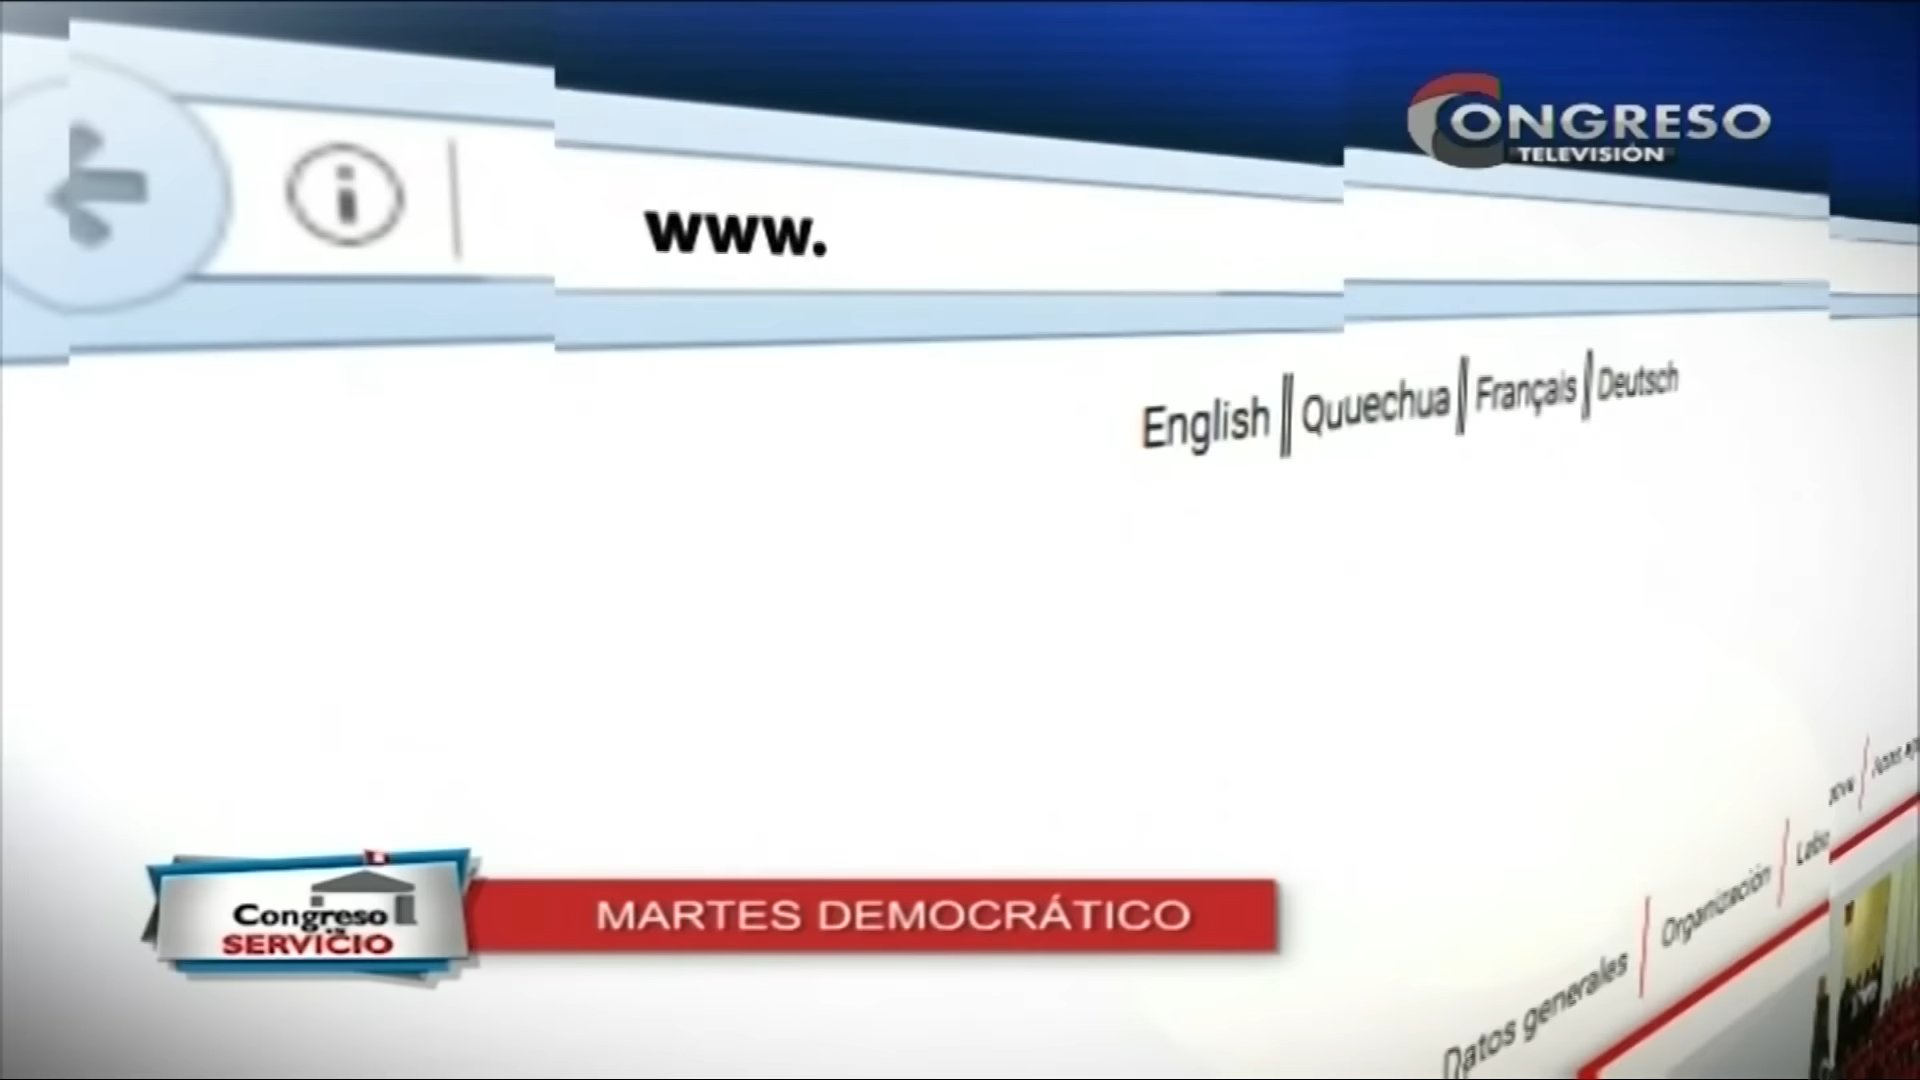 CONGRESO
TELEVISIÓN
www.
English || Quuechua || Français || Deutsch
Datos generales | Organización
Congreso
SERVICIO
MARTES DEMOCRÁTICO